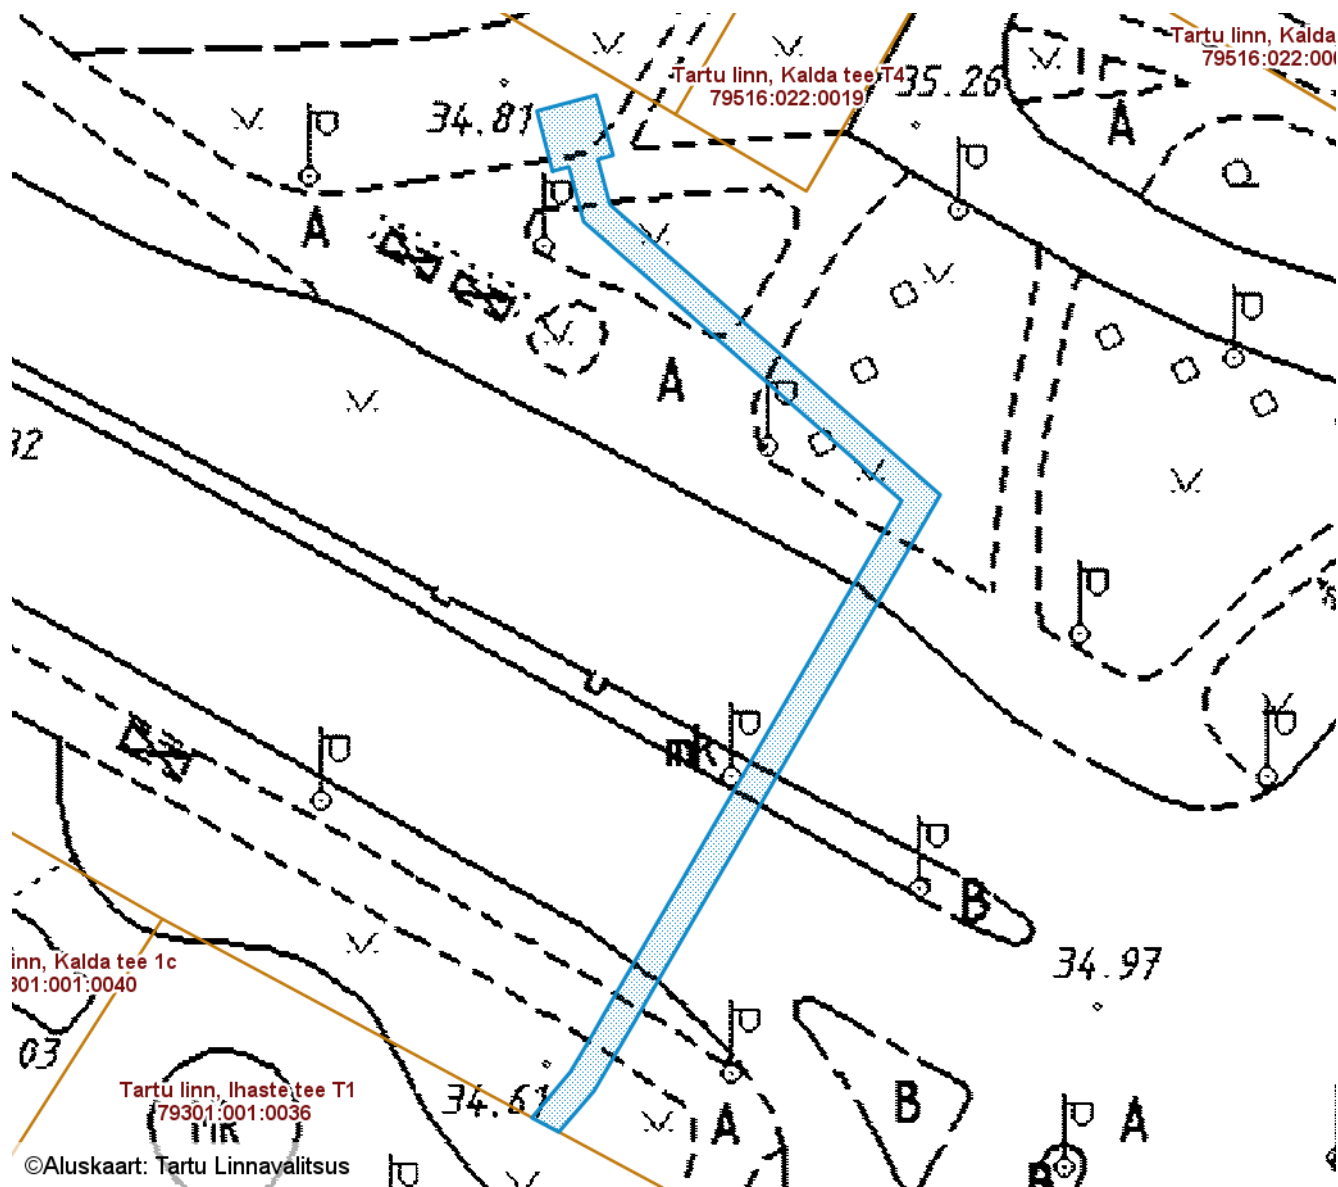 Tartu linn, Kalda
79516:022:00
Tartu linn, Kalda tee T4
79516:022:0019
35.26
34.81
A
A
A
32
mk
B
34.97
inn, Kalda tee 1c
301:001:0040
03
Tartu linn, Ihaste tee T1
79301:001:0036
MR
34.61
A
B
A
B
©Aluskaart: Tartu Linnavalitsus